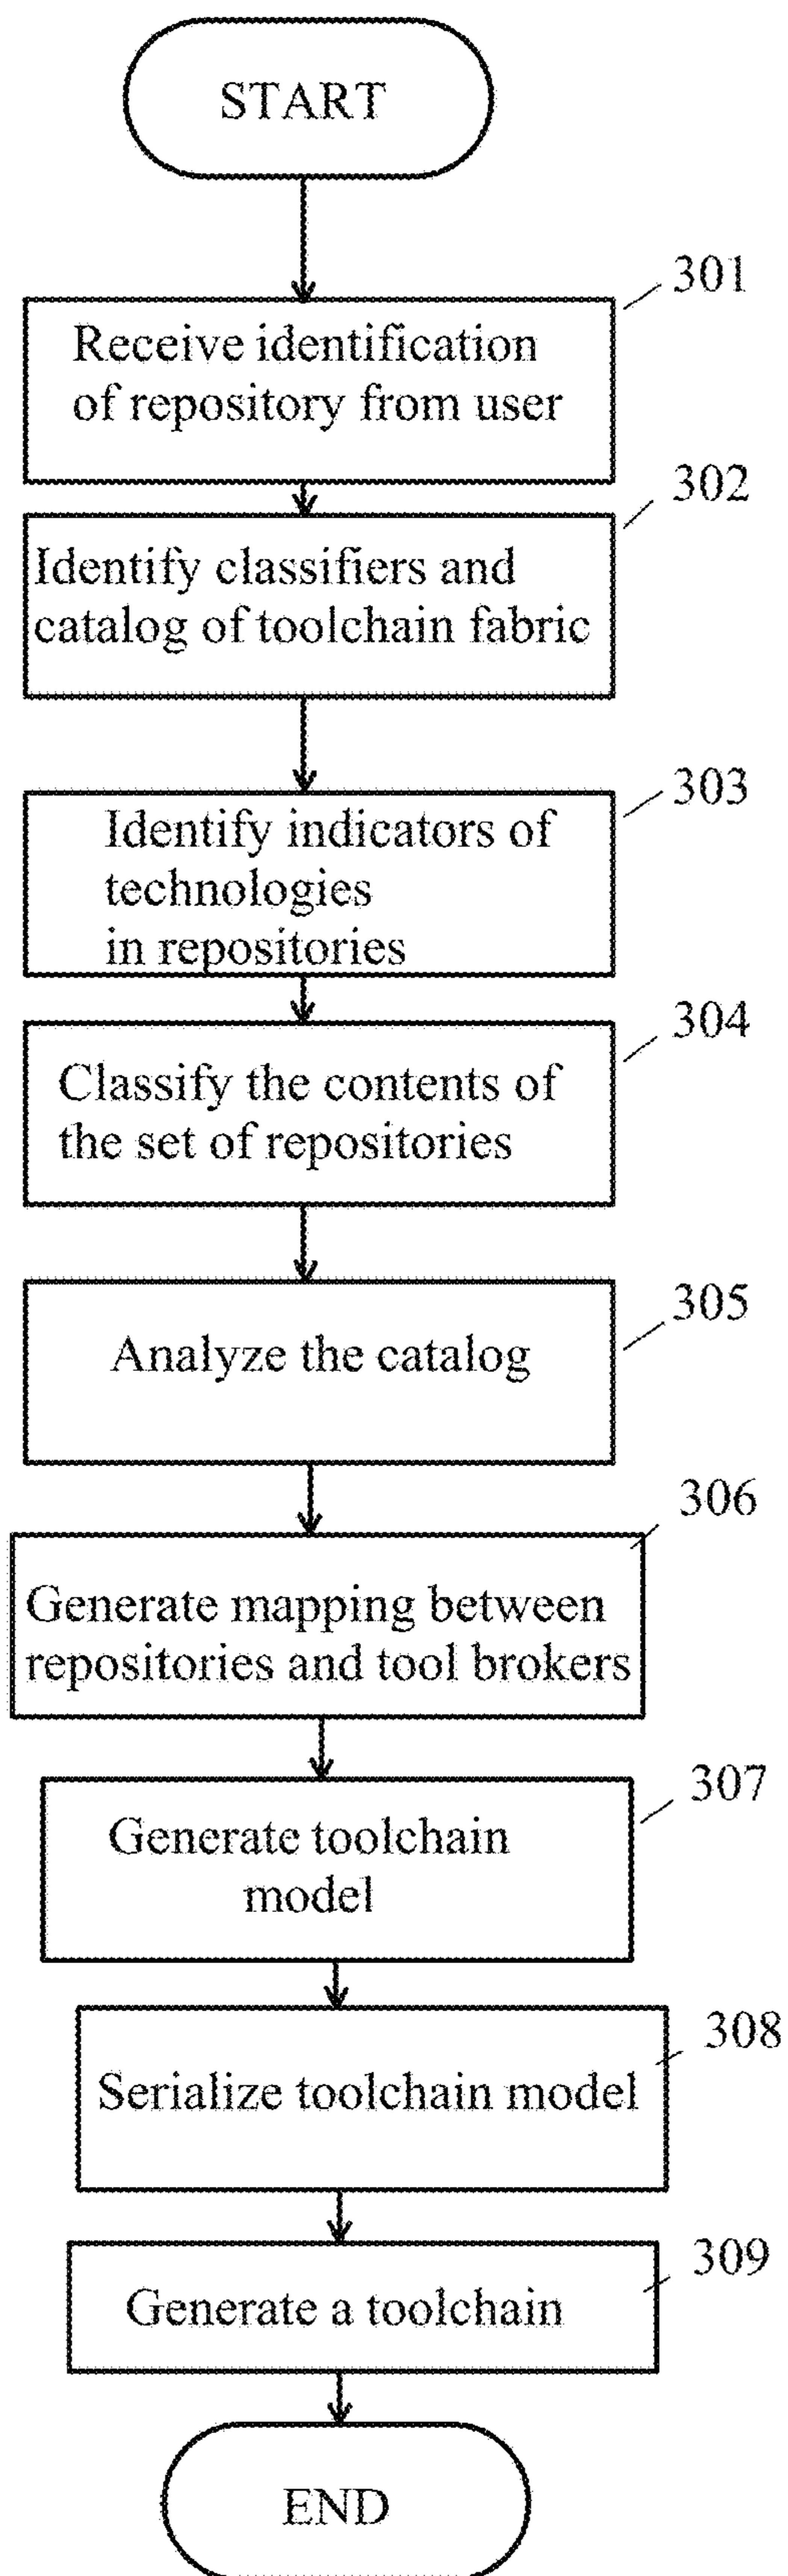 START
301
Receive identification
of repository from user
302
Identify classifiers and
catalog of toolchain fabric
303
Identify indicators of
technologies
in repositories
304
Classify the contents of
the set of repositories
305
Analyze the catalog
306
Generate mapping between
repositories and tool brokers
307
Generate toolchain
model
308
Serialize toolchain model
309
Generate a toolchain
END